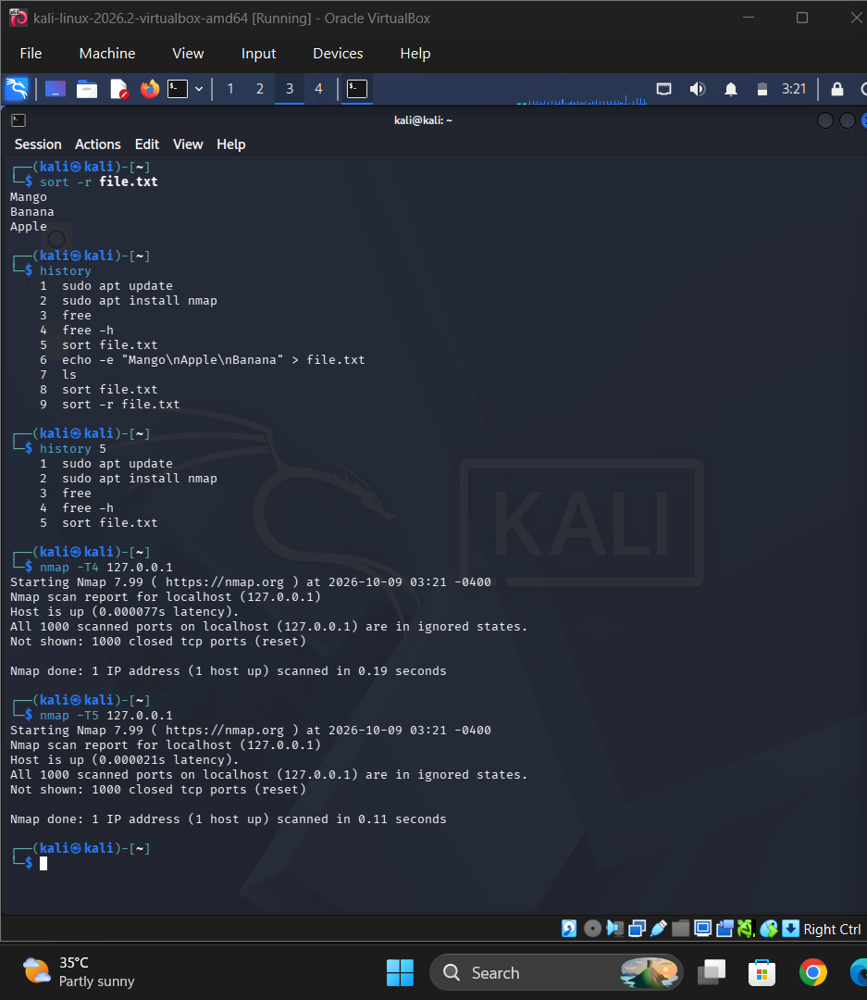 kali-linux-2026.2-virtualbox-amd64 [Running] - Oracle VirtualBox
File Machine View Input Devices Help
1 2 3 4 3:21
kali@kali: ~
Session Actions Edit View Help
┌──(kali㉿kali)-[~]
└─$ sort -r file.txt
Mango
Banana
Apple
┌──(kali㉿kali)-[~]
└─$ history
1 sudo apt update
2 sudo apt install nmap
3 free
4 free -h
5 sort file.txt
6 echo -e "Mango\nApple\nBanana" > file.txt
7 ls
8 sort file.txt
9 sort -r file.txt
┌──(kali㉿kali)-[~]
└─$ history 5
1 sudo apt update
2 sudo apt install nmap
3 free
4 free -h
5 sort file.txt
KALI
┌──(kali㉿kali)-[~]
└─$ nmap -T4 127.0.0.1
Starting Nmap 7.99 ( https://nmap.org ) at 2026-10-09 03:21 -0400
Nmap scan report for localhost (127.0.0.1)
Host is up (0.000077s latency).
All 1000 scanned ports on localhost (127.0.0.1) are in ignored states.
Not shown: 1000 closed tcp ports (reset)
Nmap done: 1 IP address (1 host up) scanned in 0.19 seconds
┌──(kali㉿kali)-[~]
└─$ nmap -T5 127.0.0.1
Starting Nmap 7.99 ( https://nmap.org ) at 2026-10-09 03:21 -0400
Nmap scan report for localhost (127.0.0.1)
Host is up (0.000021s latency).
All 1000 scanned ports on localhost (127.0.0.1) are in ignored states.
Not shown: 1000 closed tcp ports (reset)
Nmap done: 1 IP address (1 host up) scanned in 0.11 seconds
┌──(kali㉿kali)-[~]
└─$
Right Ctrl
35°C
Partly sunny
Search